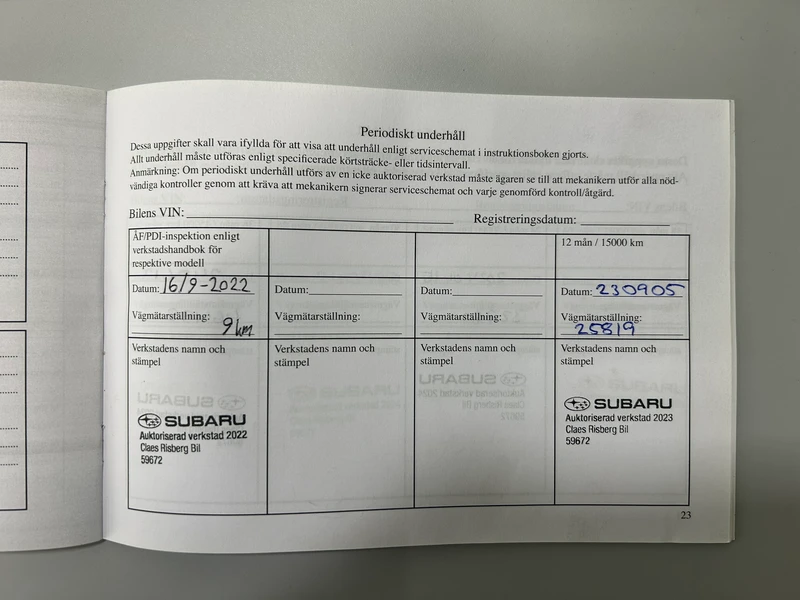 Periodiskt underhåll
Dessa uppgifter skall vara ifyllda för att visa att underhåll enligt serviceschemat i instruktionsboken gjorts.
Allt underhåll måste utföras enligt specificerade körtsträcke- eller tidsintervall.
Anmärkning: Om periodiskt underhåll utförs av en icke auktoriserad verkstad måste ägaren se till att mekanikern utför alla nöd-
vändiga kontroller genom att kräva att mekanikern signerar serviceschemat och varje genomförd kontroll/åtgärd.
Bilens VIN: Registreringsdatum:
ÅF/PDI-inspektion enligt
verkstadshandbok för
respektive modell
12 mån / 15000 km
Datum: 16/9-2022 Datum: Datum: Datum: 230905
Vägmätarställning: Vägmätarställning: Vägmätarställning: Vägmätarställning:
9 km 25819
Verkstadens namn och Verkstadens namn och Verkstadens namn och Verkstadens namn och
stämpel stämpel stämpel stämpel
SUBARU
Auktoriserad verkstad 2022
Claes Risberg Bil
59672
SUBARU
Auktoriserad verkstad 2023
Claes Risberg Bil
59672
23